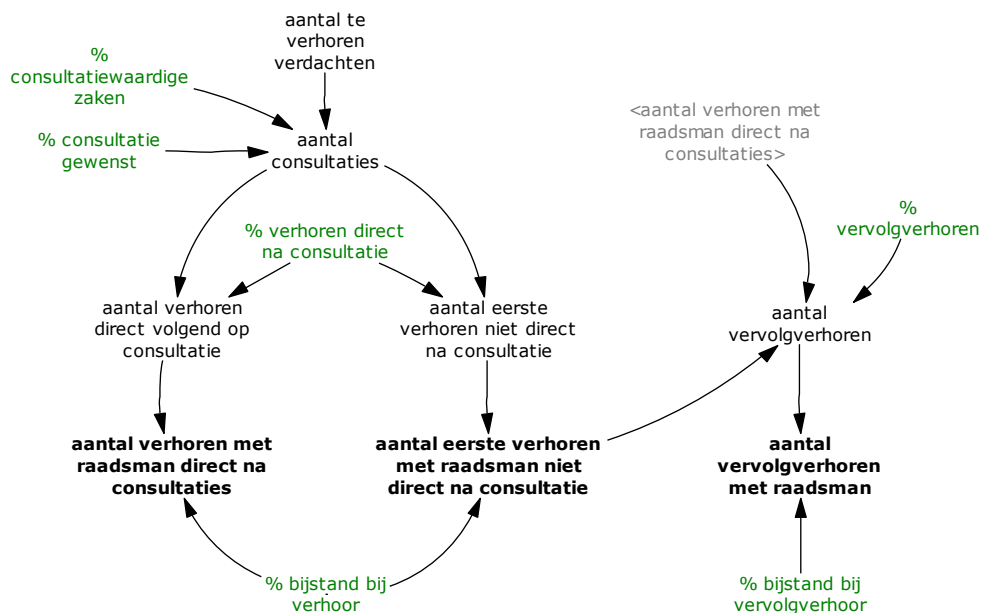 aantal te
verhoren
verdachten
%
consultatiewaardige
zaken
% consultatie
gewenst
aantal
consultaties
<aantal verhoren met
raadsman direct na
consultaties>
%
vervolgverhoren
% verhoren direct
na consultatie
aantal verhoren
direct volgend op
consultatie
aantal eerste
verhoren niet direct
na consultatie
aantal
vervolgverhoren
aantal verhoren met
raadsman direct na
consultaties
aantal eerste verhoren
met raadsman niet
direct na consultatie
aantal
vervolgverhoren
met raadsman
% bijstand bij
verhoor
% bijstand bij
vervolgverhoor